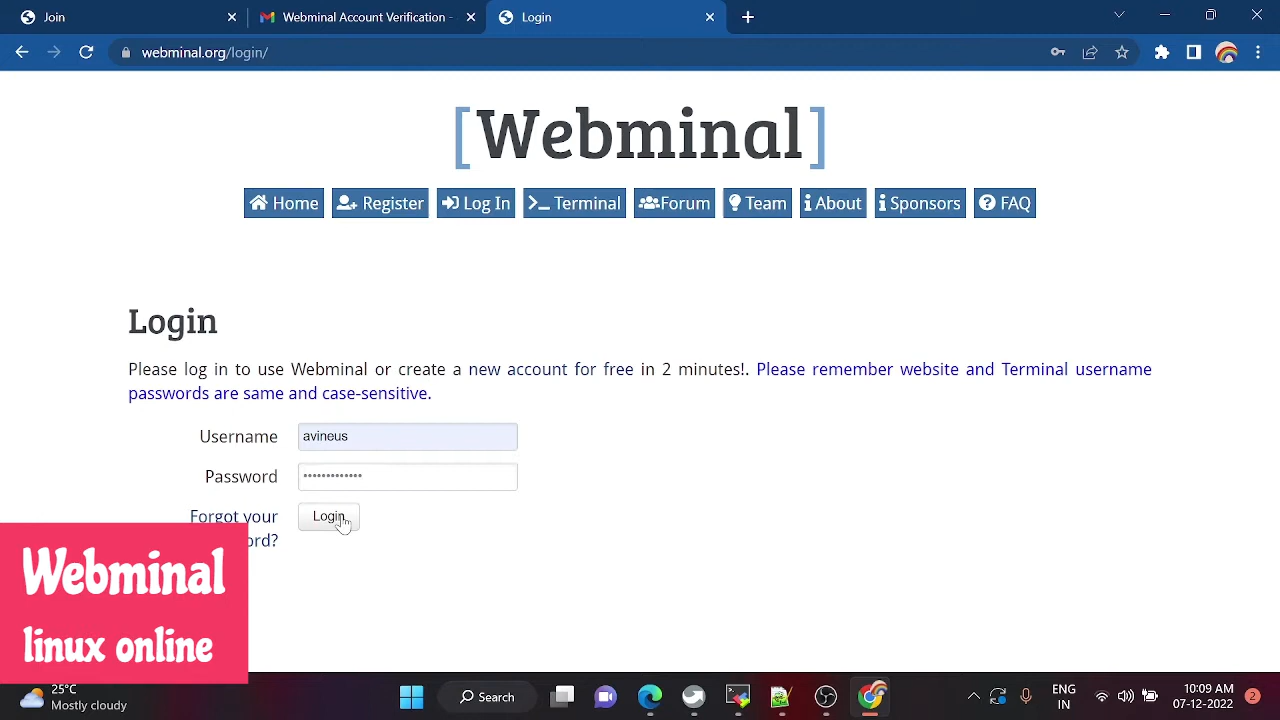 Join
Webminal Account Verification -
Login
webminal.org/login/
[Webminal]
Home
Register
Log In
Terminal
Forum
Team
About
Sponsors
FAQ
Login
Please log in to use Webminal or create a new account for free in 2 minutes!. Please remember website and Terminal username
passwords are same and case-sensitive.
Username
avineus
Password
•••••••••••••
Forgot your
ord?
Login
Webminal
linux online
25°C
Mostly cloudy
Search
ENG
IN
10:09 AM
07-12-2022
2